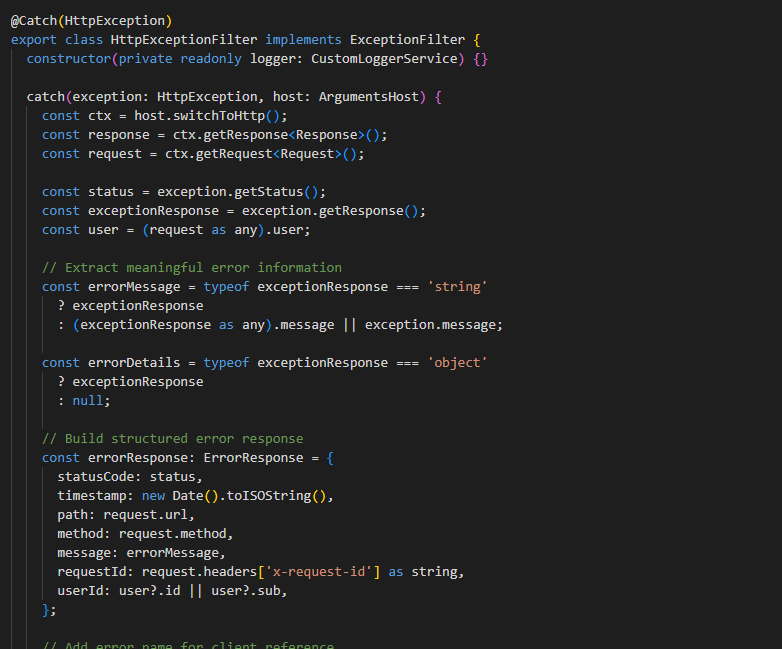 @Catch(HttpException)
export class HttpExceptionFilter implements ExceptionFilter {
  constructor(private readonly logger: CustomLoggerService) {}

  catch(exception: HttpException, host: ArgumentsHost) {
    const ctx = host.switchToHttp();
    const response = ctx.getResponse<Response>();
    const request = ctx.getRequest<Request>();

    const status = exception.getStatus();
    const exceptionResponse = exception.getResponse();
    const user = (request as any).user;

    // Extract meaningful error information
    const errorMessage = typeof exceptionResponse === 'string'
      ? exceptionResponse
      : (exceptionResponse as any).message || exception.message;

    const errorDetails = typeof exceptionResponse === 'object'
      ? exceptionResponse
      : null;

    // Build structured error response
    const errorResponse: ErrorResponse = {
      statusCode: status,
      timestamp: new Date().toISOString(),
      path: request.url,
      method: request.method,
      message: errorMessage,
      requestId: request.headers['x-request-id'] as string,
      userId: user?.id || user?.sub,
    };

    // Add error name for client reference